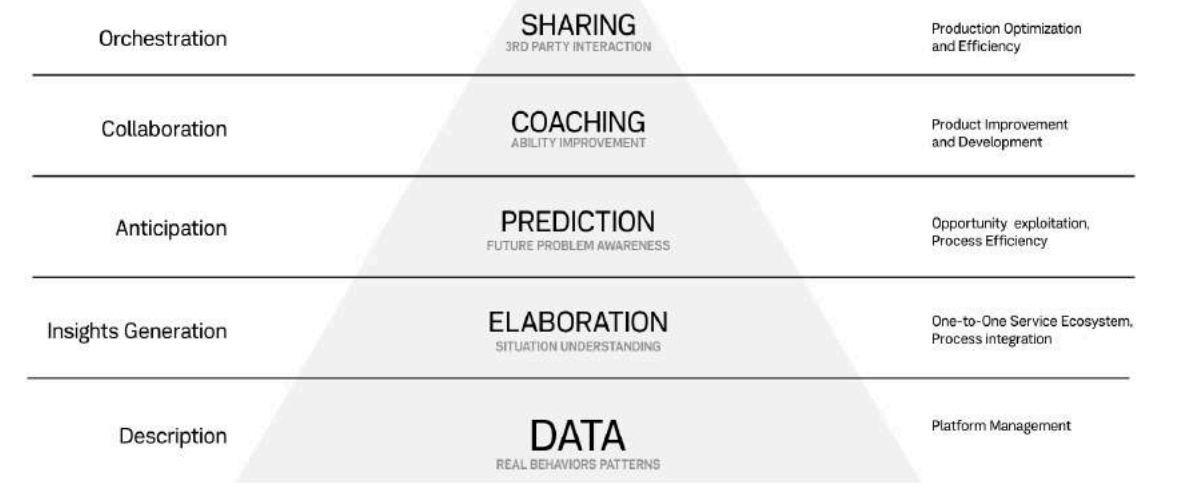 Orchestration
SHARING
3RD PARTY INTERACTION
Production Optimization
and Efficiency
Collaboration
COACHING
ABILITY IMPROVEMENT
Product Improvement
and Development
Anticipation
PREDICTION
FUTURE PROBLEM AWARENESS
Opportunity exploitation,
Process Efficiency
Insights Generation
ELABORATION
SITUATION UNDERSTANDING
One-to-One Service Ecosystem,
Process integration
Description
DATA
REAL BEHAVIORS PATTERNS
Platform Management